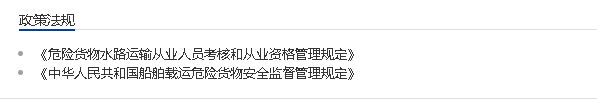 政策法规
《危险货物水路运输从业人员考核和从业资格管理规定》
《中华人民共和国船舶载运危险货物安全监督管理规定》